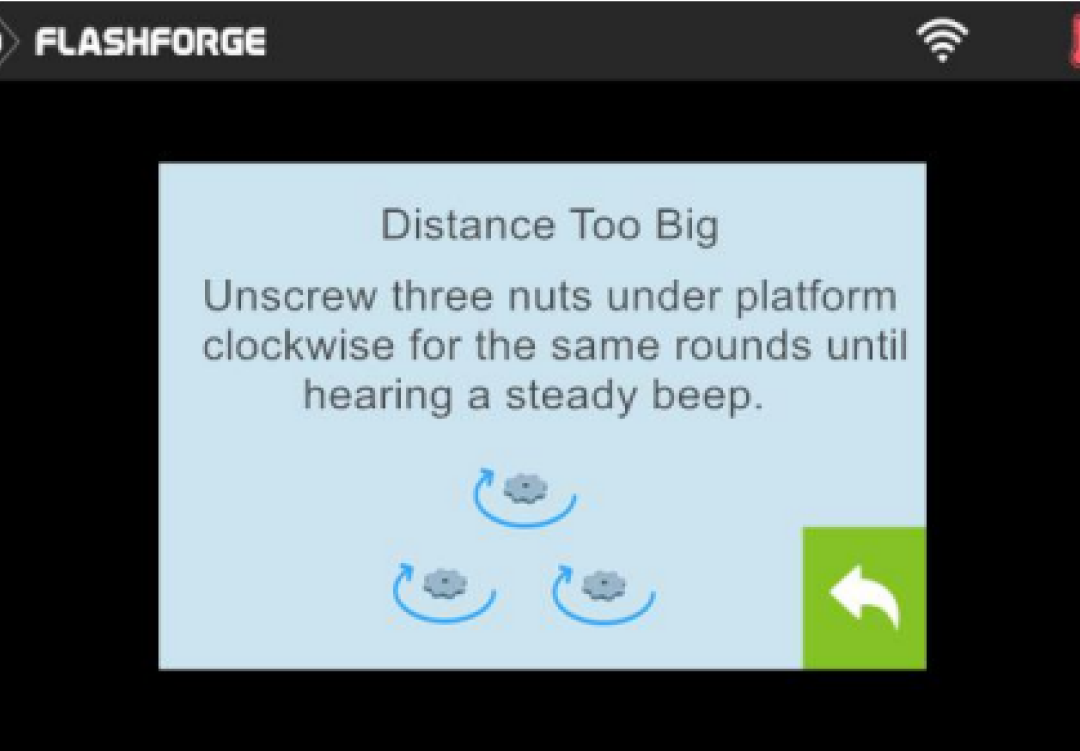 FLASHFORGE
Distance Too Big
Unscrew three nuts under platform
clockwise for the same rounds until
hearing a steady beep.